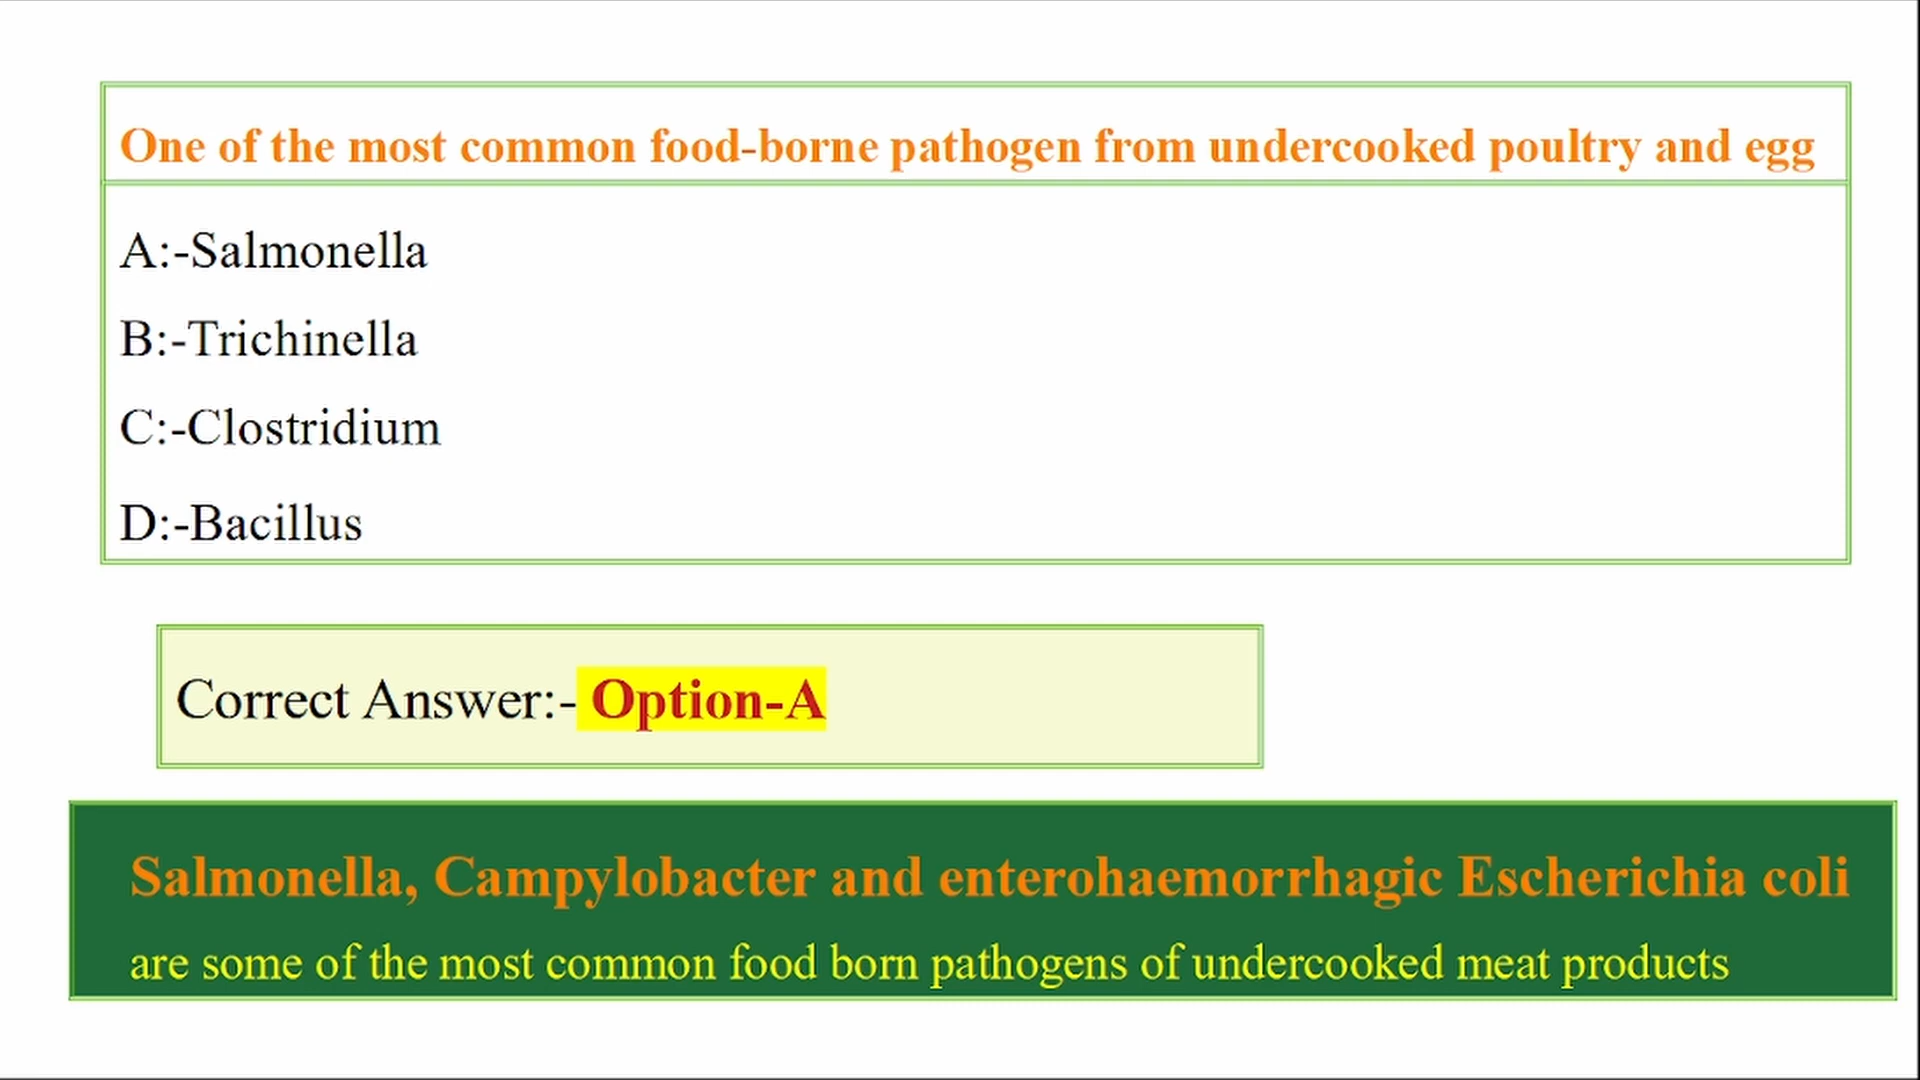 One of the most common food-borne pathogen from undercooked poultry and egg
A:-Salmonella
B:-Trichinella
C:-Clostridium
D:-Bacillus
Correct Answer:- Option-A
Salmonella, Campylobacter and enterohaemorrhagic Escherichia coli
are some of the most common food born pathogens of undercooked meat products